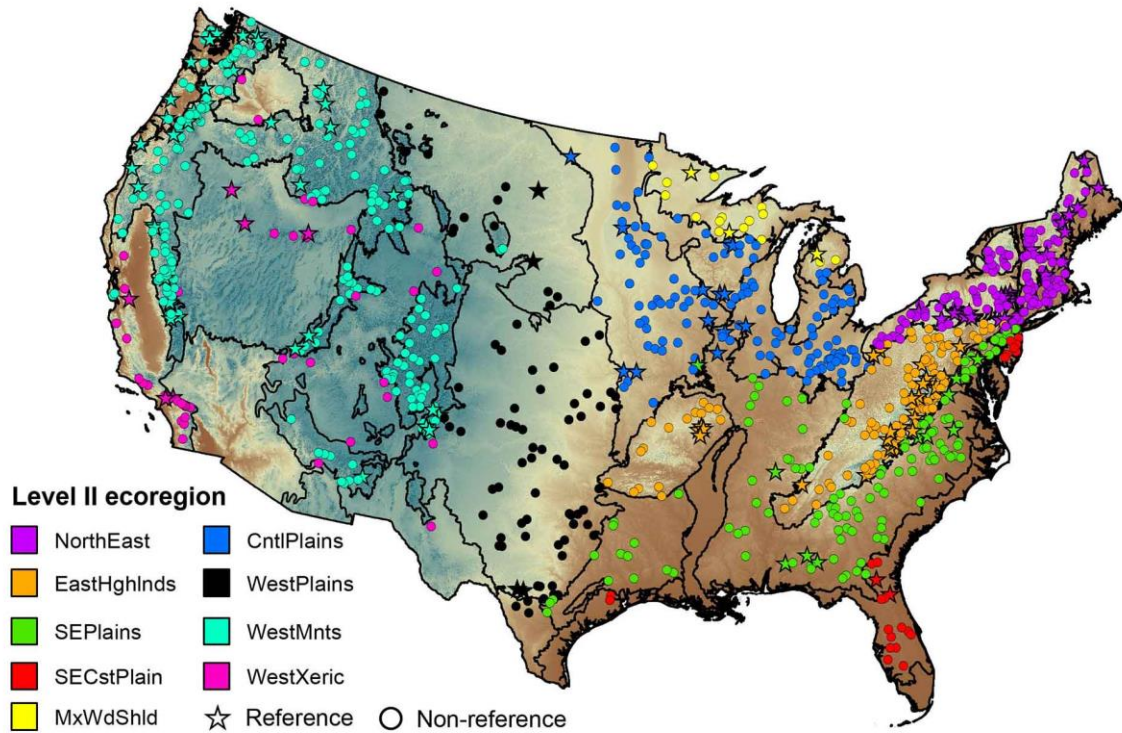 Level II ecoregion
NorthEast CntlPlains
EastHghlnds WestPlains
SEPlains WestMnts
SECstPlain WestXeric
MxWdShld Reference Non-reference